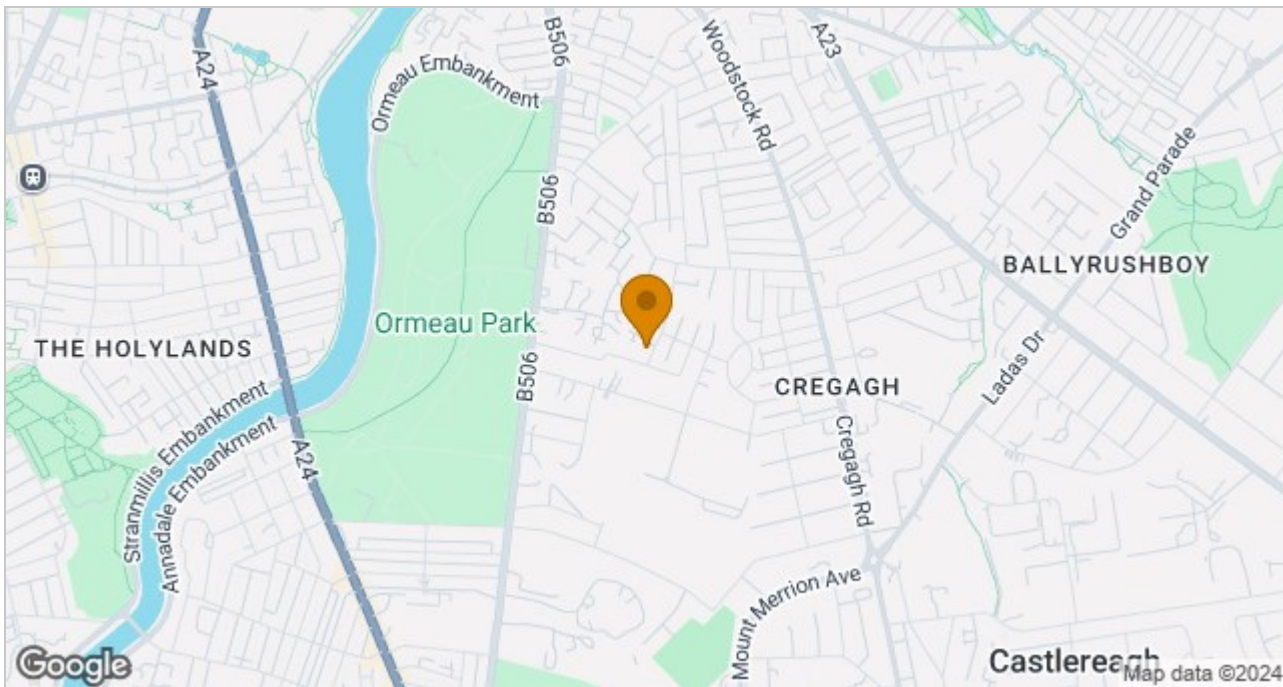 A24
B506
A23
Woodstock Rd
Ormeau Embankment
Grand Parade
B506
BALLYRUSHBOY
Ormeau Park
THE HOLYLANDS
B506
Ladas Dr
CREGAGH
Stranmillis Embankment
Annadale Embankment
A24
Cregagh Rd
Mount Merrion Ave
Castlereagh
Google
Map data ©2024